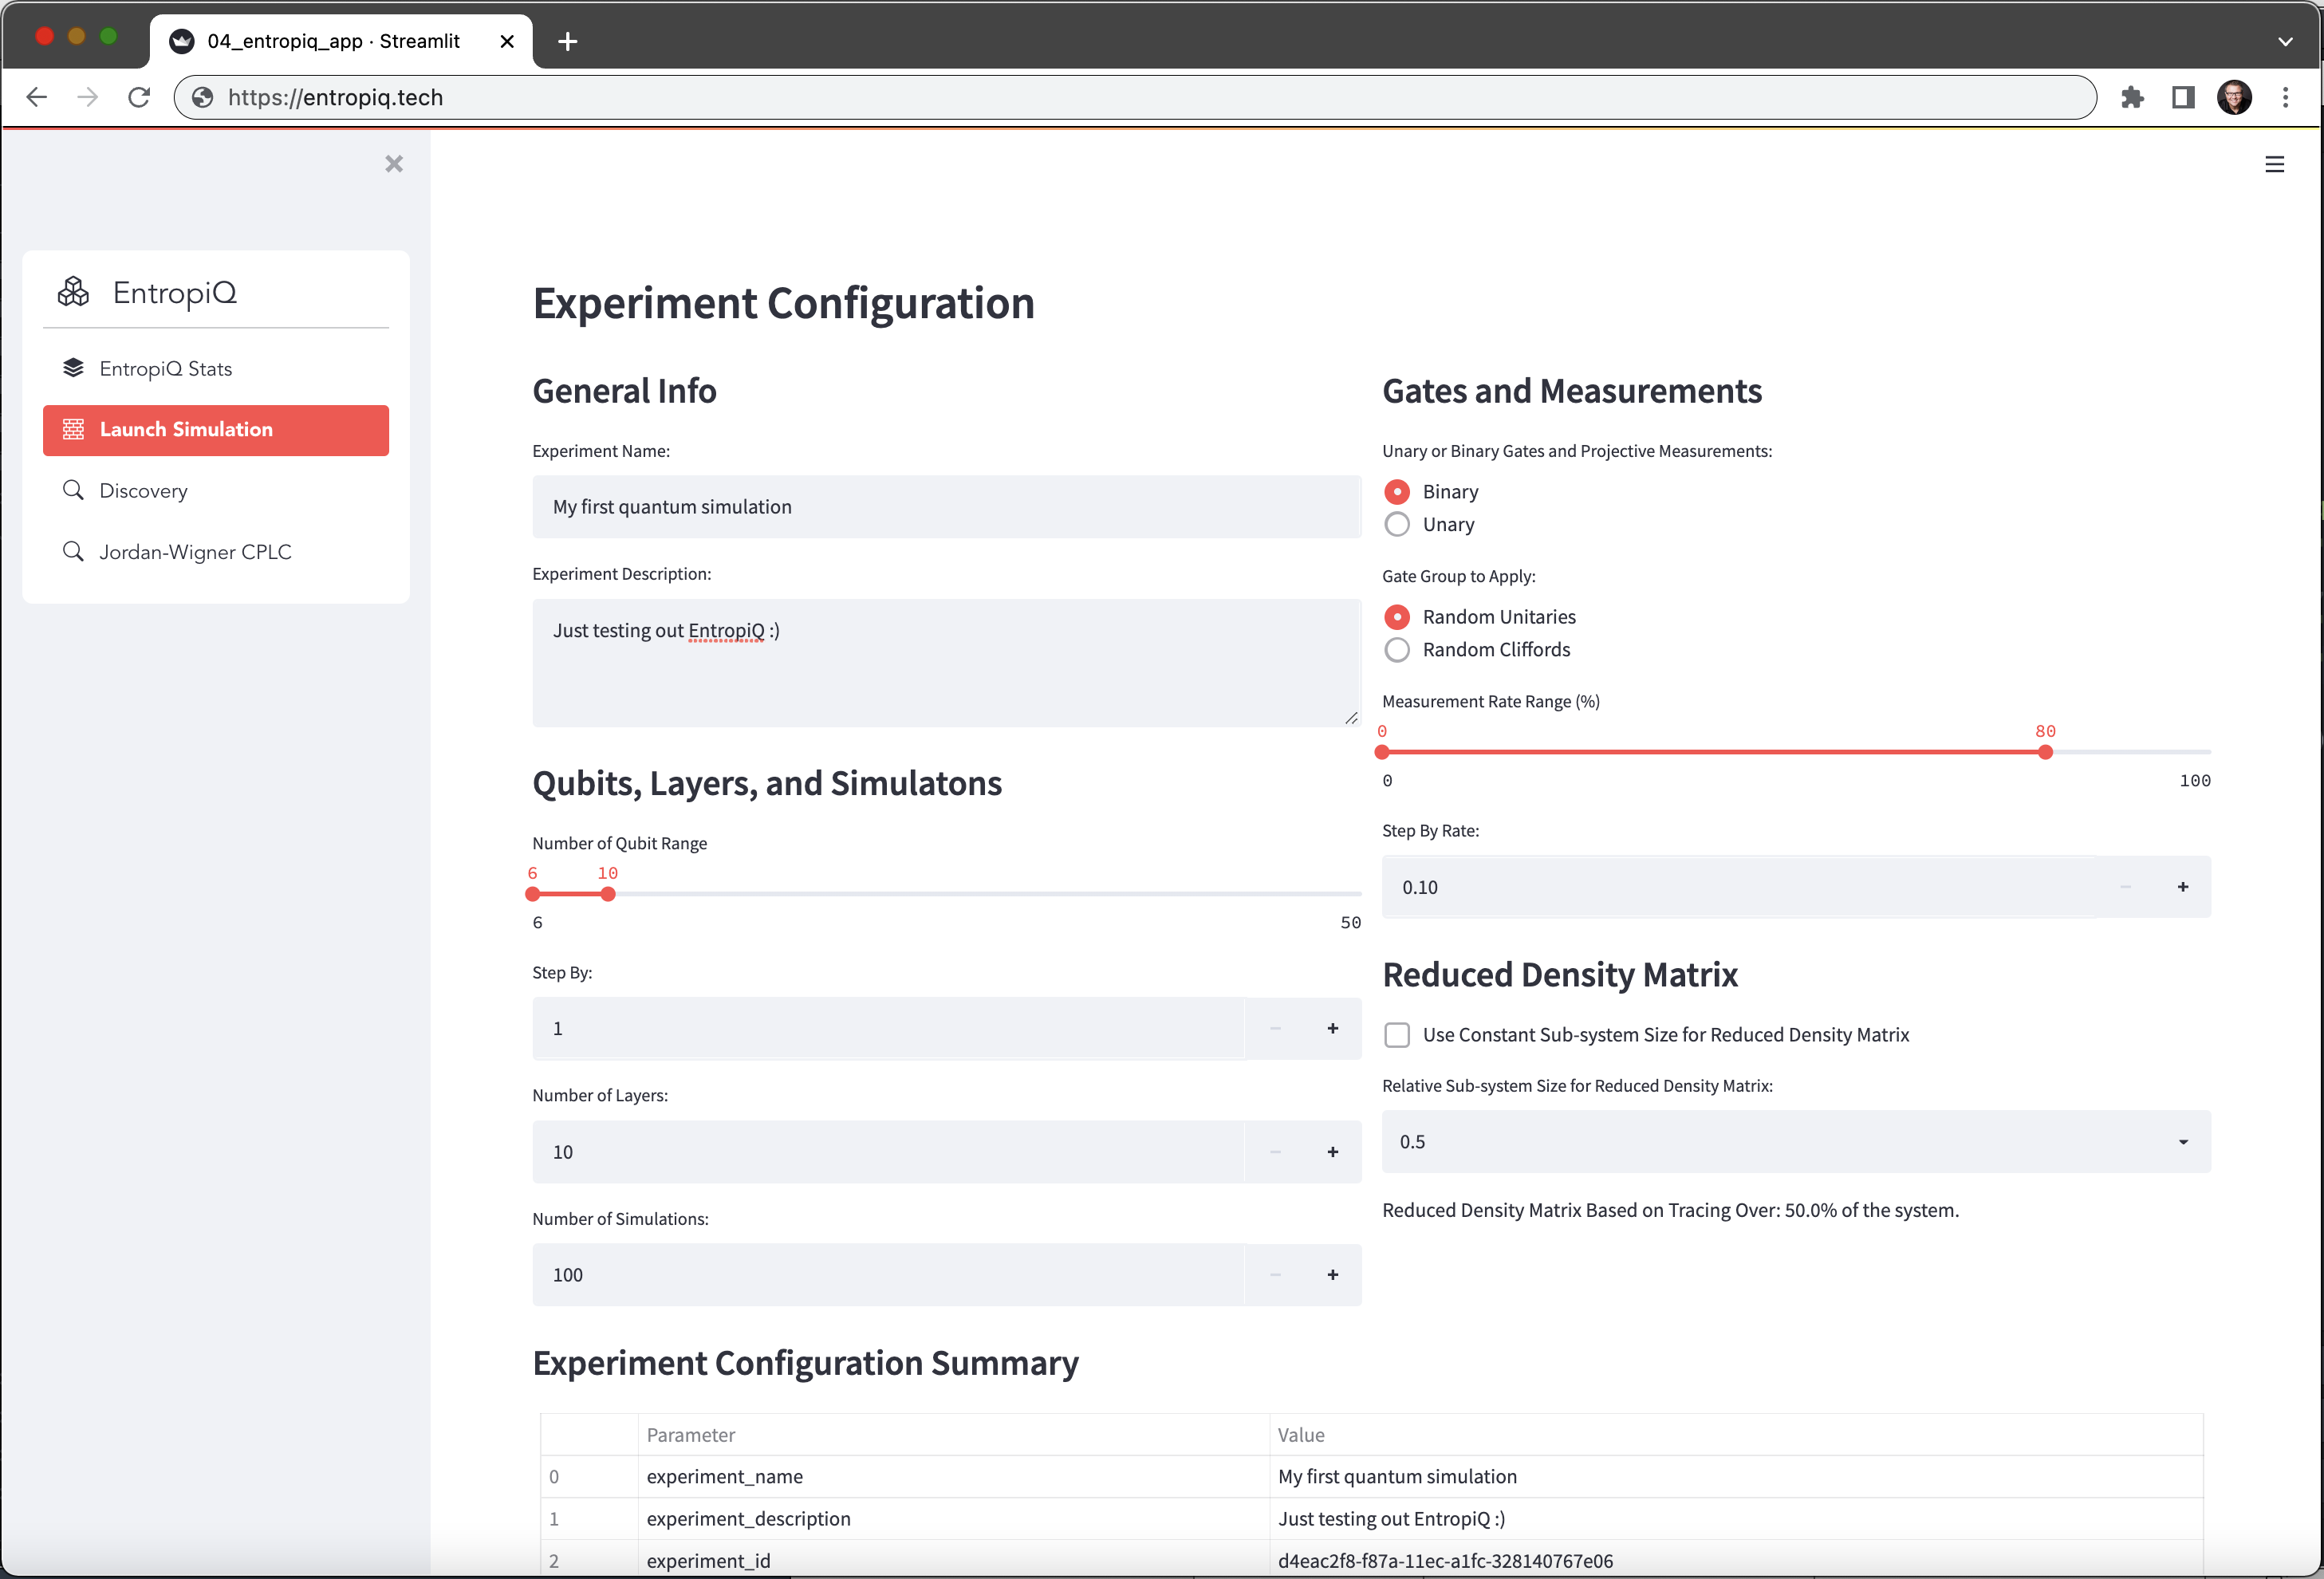 04_entropiq_app · Streamlit
https://entropiq.tech
EntropiQ
EntropiQ Stats
Launch Simulation
Discovery
Jordan-Wigner CPLC
Experiment Configuration
General Info
Experiment Name:
My first quantum simulation
Experiment Description:
Just testing out EntropiQ :)
Qubits, Layers, and Simulatons
Number of Qubit Range
6 10
6 50
Step By:
1
Number of Layers:
10
Number of Simulations:
100
Gates and Measurements
Unary or Binary Gates and Projective Measurements:
Binary
Unary
Gate Group to Apply:
Random Unitaries
Random Cliffords
Measurement Rate Range (%)
0 80
0 100
Step By Rate:
0.10
Reduced Density Matrix
Use Constant Sub-system Size for Reduced Density Matrix
Relative Sub-system Size for Reduced Density Matrix:
0.5
Reduced Density Matrix Based on Tracing Over: 50.0% of the system.
Experiment Configuration Summary
Parameter Value
0 experiment_name My first quantum simulation
1 experiment_description Just testing out EntropiQ :)
2 experiment_id d4eac2f8-f87a-11ec-a1fc-328140767e06